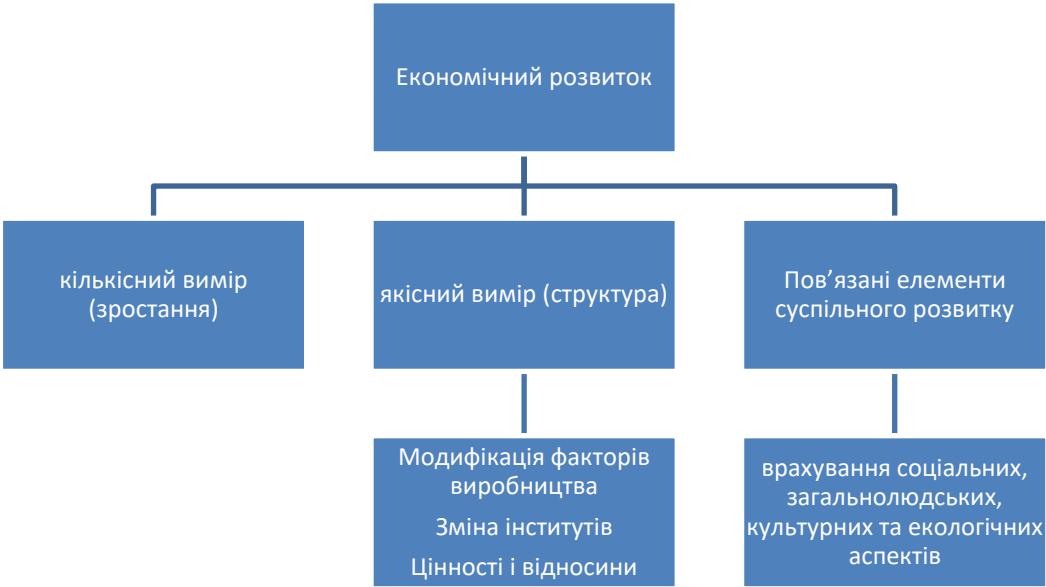 Економічний розвиток
кількісний вимір
(зростання)
якісний вимір (структура)
Пов’язані елементи
суспільного розвитку
Модифікація факторів
виробництва
Зміна інститутів
Цінності і відносини
врахування соціальних,
загальнолюдських,
культурних та екологічних
аспектів